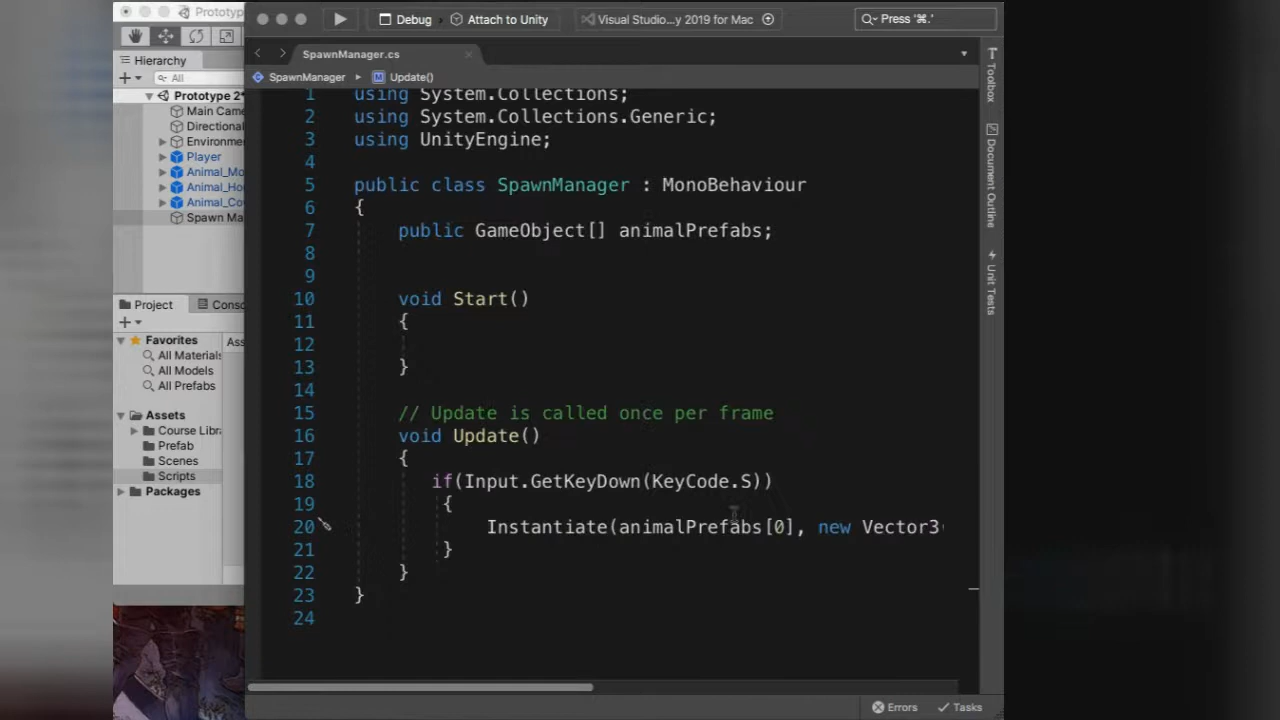 Prototype
Debug
Attach to Unity
Visual Studio...y 2019 for Mac
Press '⌘.'
Hierarchy
All
Prototype 2*
Main Came
Directional
Environme
Player
Animal_Mo
Animal_Ho
Animal_Co
Spawn Ma
Project
Conso
Favorites
As
All Materials
All Models
All Prefabs
Assets
Course Libra
Prefab
Scenes
Scripts
Packages
SpawnManager.cs
SpawnManager
Update()
1 using System.Collections;
2 using System.Collections.Generic;
3 using UnityEngine;
4
5 public class SpawnManager : MonoBehaviour
6 {
7 public GameObject[] animalPrefabs;
8
9
10 void Start()
11 {
12
13 }
14
15 // Update is called once per frame
16 void Update()
17 {
18 if(Input.GetKeyDown(KeyCode.S))
19 {
20 Instantiate(animalPrefabs[0], new Vector3(
21 }
22 }
23 }
24
Toolbox
Document Outline
Unit Tests
Errors
Tasks